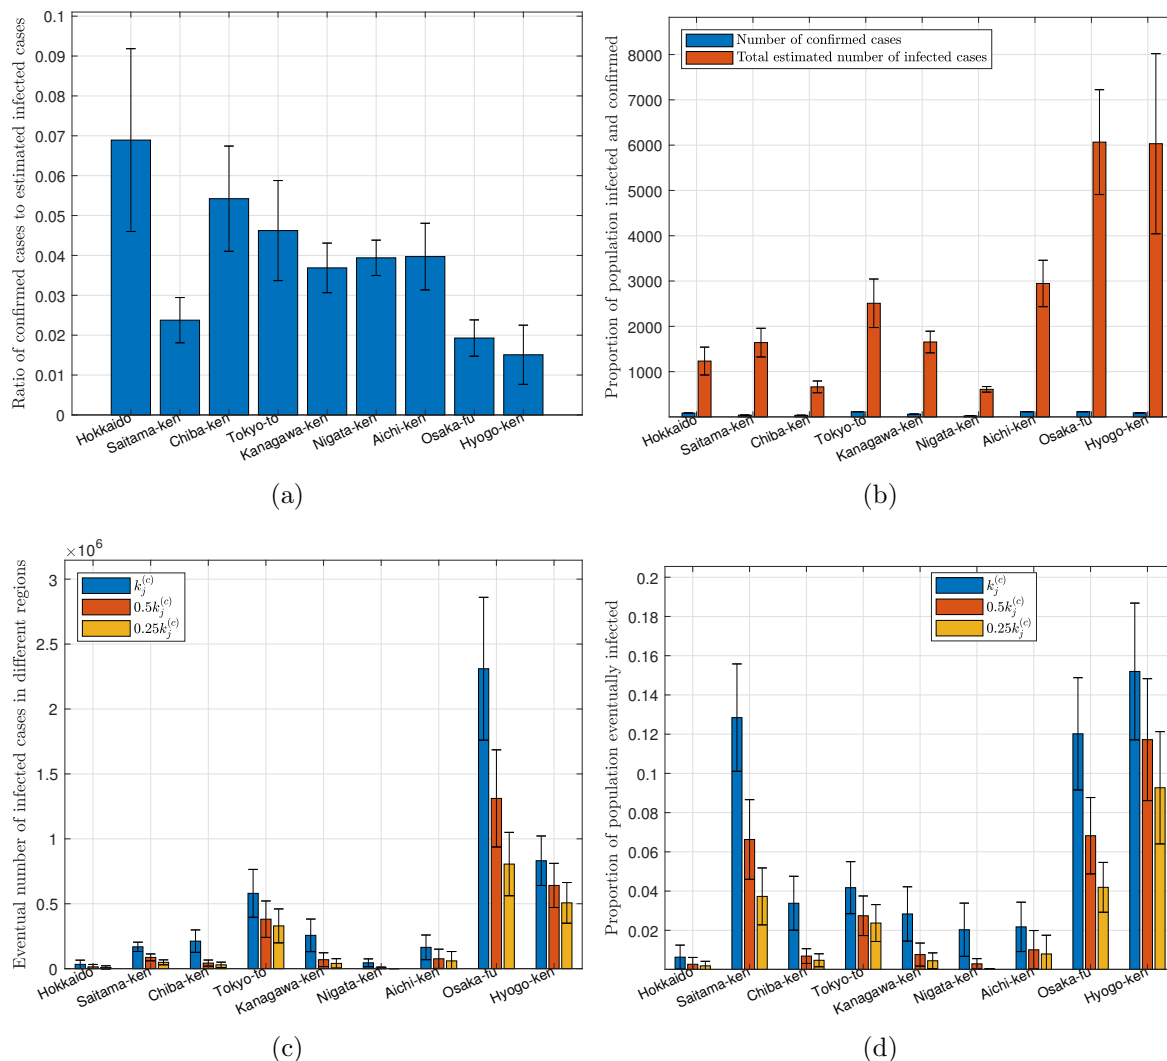 Ratio of confirmed cases to estimated infected cases
0.1
0.09
0.08
0.07
0.06
0.05
0.04
0.03
0.02
0.01
0
Hokkaido
Saitama-ken
Chiba-ken
Tokyo-to
Kanagawa-ken
Nigata-ken
Aichi-ken
Osaka-fu
Hyogo-ken
(a)
Proportion of population infected and confirmed
Number of confirmed cases
Total estimated number of infected cases
8000
7000
6000
5000
4000
3000
2000
1000
Hokkaido
Saitama-ken
Chiba-ken
Tokyo-to
Kanagawa-ken
Nigata-ken
Aichi-ken
Osaka-fu
Hyogo-ken
(b)
Eventual number of infected cases in different regions
×10⁶
k_j^{(c)}
0.5k_j^{(c)}
0.25k_j^{(c)}
3
2.5
2
1.5
1
0.5
0
Hokkaido
Saitama-ken
Chiba-ken
Tokyo-to
Kanagawa-ken
Nigata-ken
Aichi-ken
Osaka-fu
Hyogo-ken
(c)
Proportion of population eventually infected
k_j^{(c)}
0.5k_j^{(c)}
0.25k_j^{(c)}
0.2
0.18
0.16
0.14
0.12
0.1
0.08
0.06
0.04
0.02
Hokkaido
Saitama-ken
Chiba-ken
Tokyo-to
Kanagawa-ken
Nigata-ken
Aichi-ken
Osaka-fu
Hyogo-ken
(d)